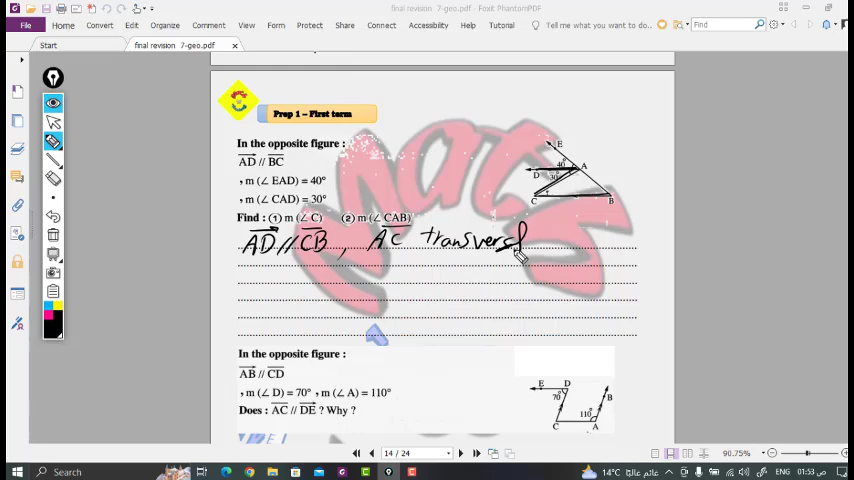 final revision 7-geo.pdf - Foxit PhantomPDF
File Home Convert Edit Organize Comment View Form Protect Share Connect Accessibility Help Tutorial Tell me what you want to do... Find
Start final revision 7-geo.pdf
Prep 1 – First term
In the opposite figure :
AD // BC
, m (∠ EAD) = 40°
, m (∠ CAD) = 30°
Find : ① m (∠ C) ② m (∠ CAB)
E
40° A
D 30°
C B
AD // CB , AC transversal
Mat S
In the opposite figure :
AB // CD
, m (∠ D) = 70° , m (∠ A) = 110°
Does : AC // DE ? Why ?
E D
70° B
110°
C A
14 / 24 90.75%
Search 14°C غائم غالبًا ENG 01:53 ص